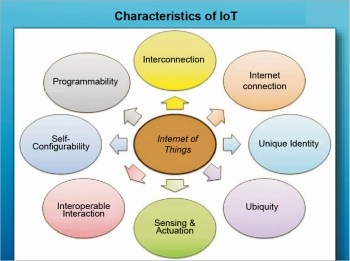 Characteristics of IoT
Interconnection
Programmability
Internet
connection
Self-
Configurability
Internet of
Things
Unique Identity
Interoperable
Interaction
Ubiquity
Sensing &
Actuation